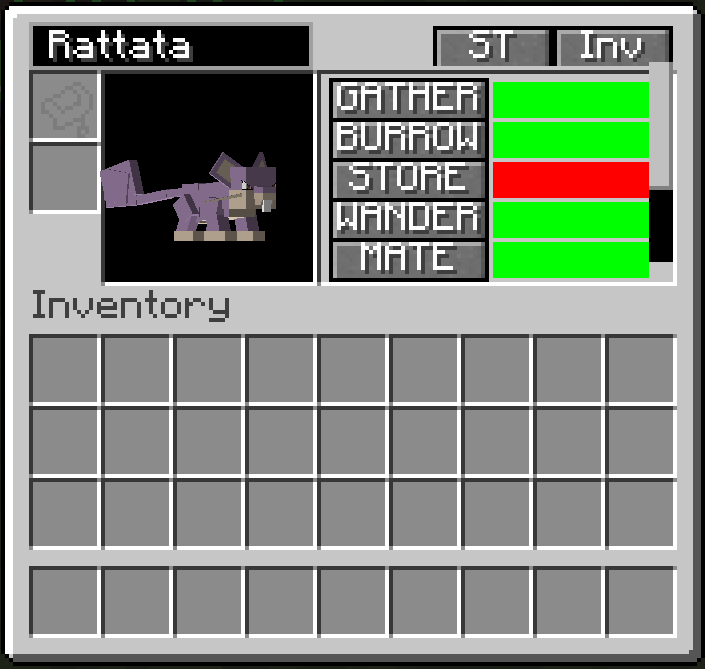 Rattata
ST Inv
GATHER
BURROW
STORE
WANDER
MATE
Inventory